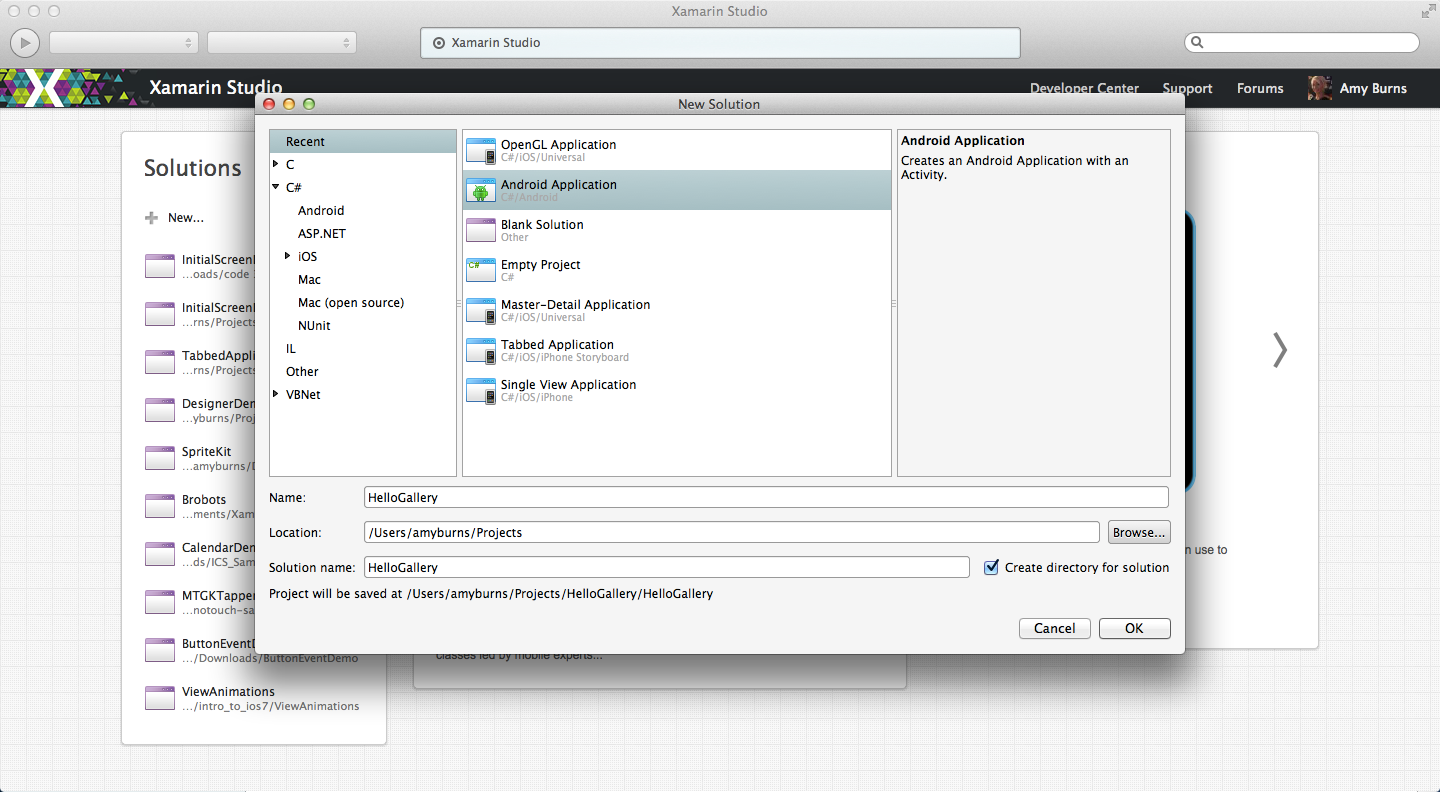 Xamarin Studio
Xamarin Studio
Xamarin Studio
Developer Center
Support
Forums
Amy Burns
Solutions
New...
InitialScreen
...oads/code
InitialScreen
...rns/Projects
TabbedAppli
...rns/Projects
DesignerDem
...yburns/Proj
SpriteKit
...amyburns/D
Brobots
...ments/Xam
CalendarDem
...ds/ICS_Sam
MTGKTapper
...notouch-sa
ButtonEventD
.../Downloads/ButtonEventDemo
ViewAnimations
.../intro_to_ios7/ViewAnimations
New Solution
Recent
C
C#
Android
ASP.NET
iOS
Mac
Mac (open source)
NUnit
IL
Other
VBNet
OpenGL Application
C#/iOS/Universal
Android Application
C#/Android
Blank Solution
Other
C#
Empty Project
C#
Master-Detail Application
C#/iOS/Universal
Tabbed Application
C#/iOS/iPhone Storyboard
Single View Application
C#/iOS/iPhone
Android Application
Creates an Android Application with an
Activity.
Name:
HelloGallery
Location:
/Users/amyburns/Projects
Browse...
Solution name:
HelloGallery
Create directory for solution
Project will be saved at /Users/amyburns/Projects/HelloGallery/HelloGallery
Cancel
OK
n use to
classes led by mobile experts...